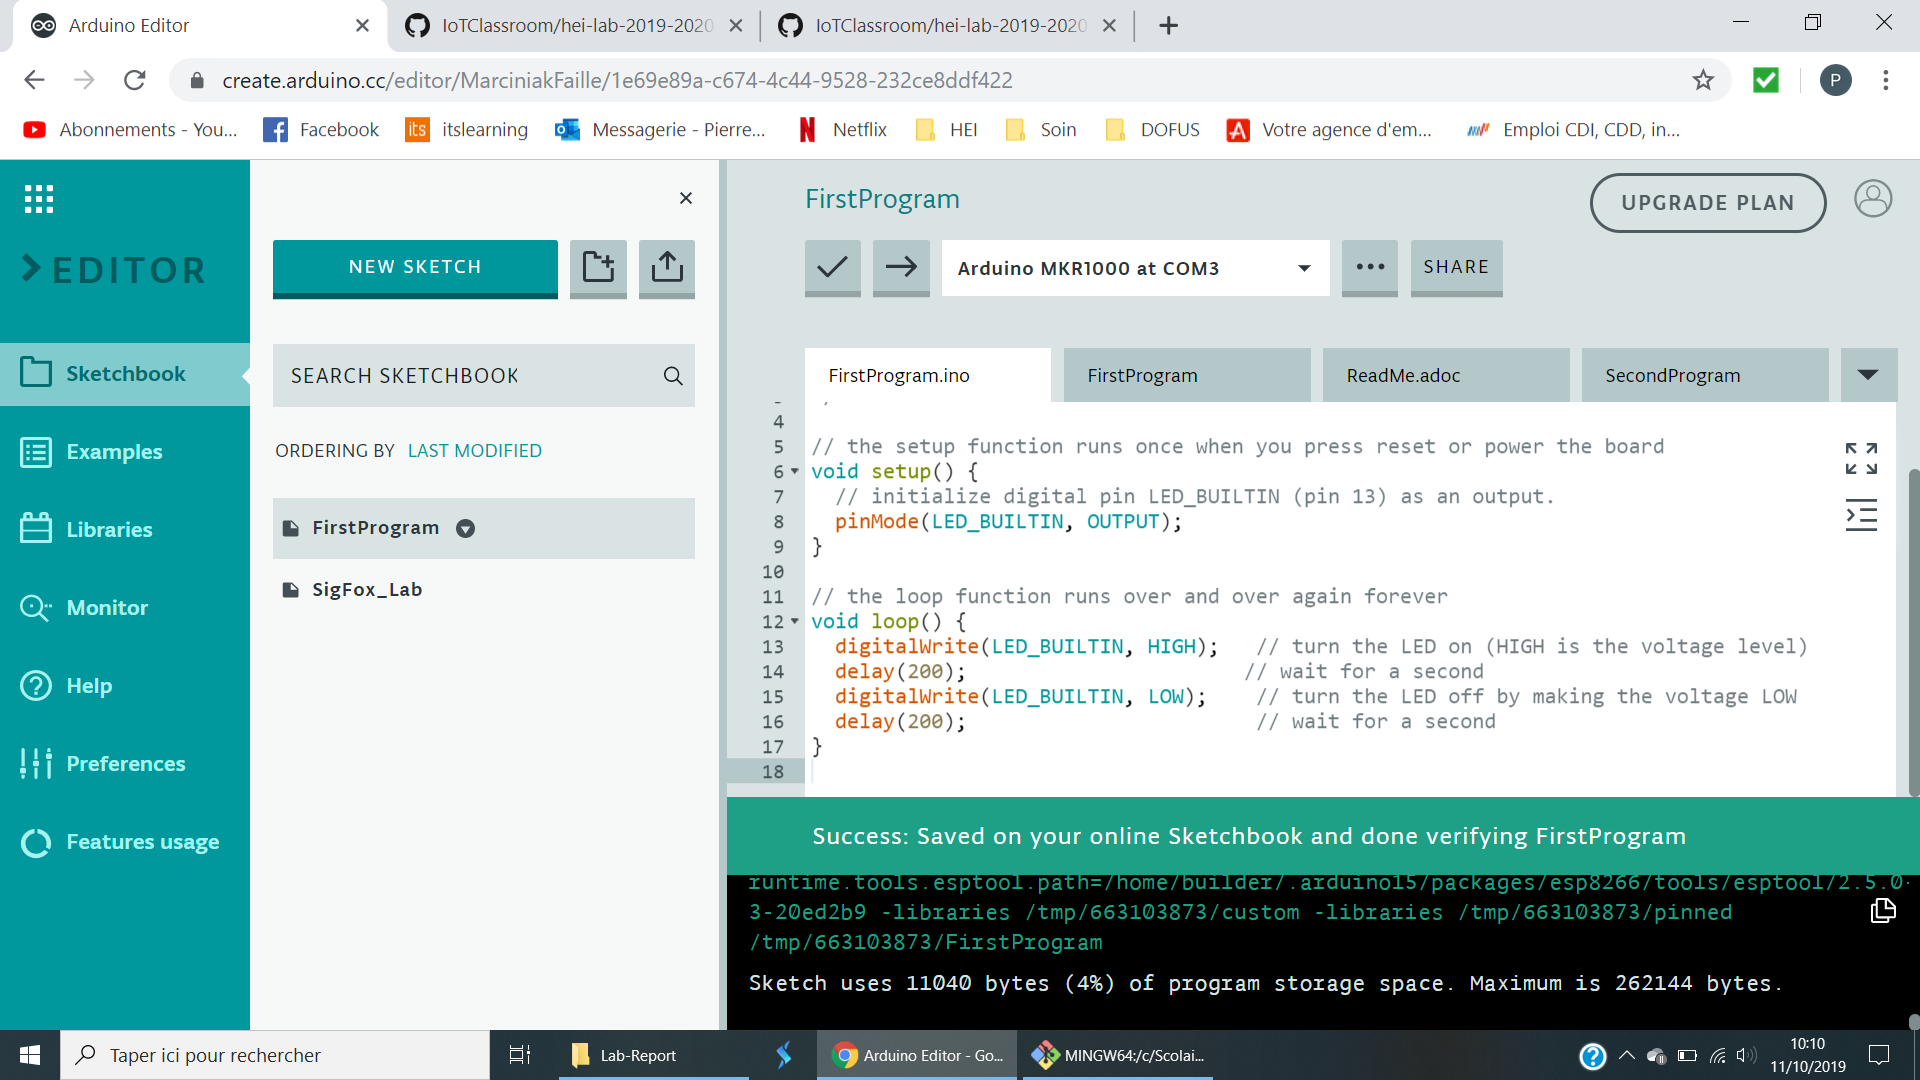 Arduino Editor
IoTClassroom/hei-lab-2019-2020
IoTClassroom/hei-lab-2019-2020
create.arduino.cc/editor/MarciniakFaille/1e69e89a-c674-4c44-9528-232ce8ddf422
P
Abonnements - You...
Facebook
its itslearning
Messagerie - Pierre...
Netflix
HEI
Soin
DOFUS
Votre agence d'em...
Emploi CDI, CDD, in...
EDITOR
Sketchbook
Examples
Libraries
Monitor
Help
Preferences
Features usage
NEW SKETCH
SEARCH SKETCHBOOK
ORDERING BY LAST MODIFIED
FirstProgram
SigFox_Lab
FirstProgram
UPGRADE PLAN
Arduino MKR1000 at COM3
SHARE
FirstProgram.ino
FirstProgram
ReadMe.adoc
SecondProgram
4
5 // the setup function runs once when you press reset or power the board
6 void setup() {
7 // initialize digital pin LED_BUILTIN (pin 13) as an output.
8 pinMode(LED_BUILTIN, OUTPUT);
9 }
10
11 // the loop function runs over and over again forever
12 void loop() {
13 digitalWrite(LED_BUILTIN, HIGH); // turn the LED on (HIGH is the voltage level)
14 delay(200); // wait for a second
15 digitalWrite(LED_BUILTIN, LOW); // turn the LED off by making the voltage LOW
16 delay(200); // wait for a second
17 }
18
Success: Saved on your online Sketchbook and done verifying FirstProgram
runtime.tools.esptool.path=/home/builder/.arduino15/packages/esp8266/tools/esptool/2.5.0-
3-20ed2b9 -libraries /tmp/663103873/custom -libraries /tmp/663103873/pinned
/tmp/663103873/FirstProgram
Sketch uses 11040 bytes (4%) of program storage space. Maximum is 262144 bytes.
Taper ici pour rechercher
Lab-Report
Arduino Editor - Go...
MINGW64:/c/Scolai...
10:10
11/10/2019